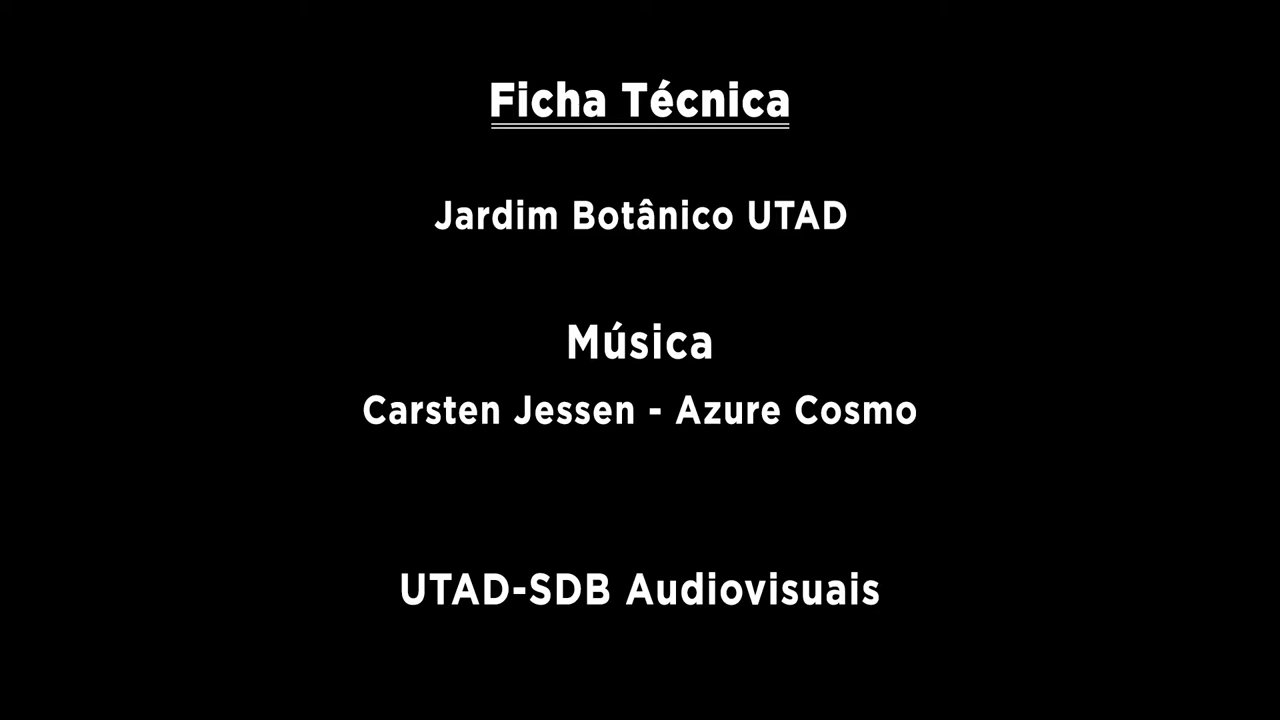 Ficha Técnica
Jardim Botânico UTAD
Música
Carsten Jessen - Azure Cosmo
UTAD-SDB Audiovisuais